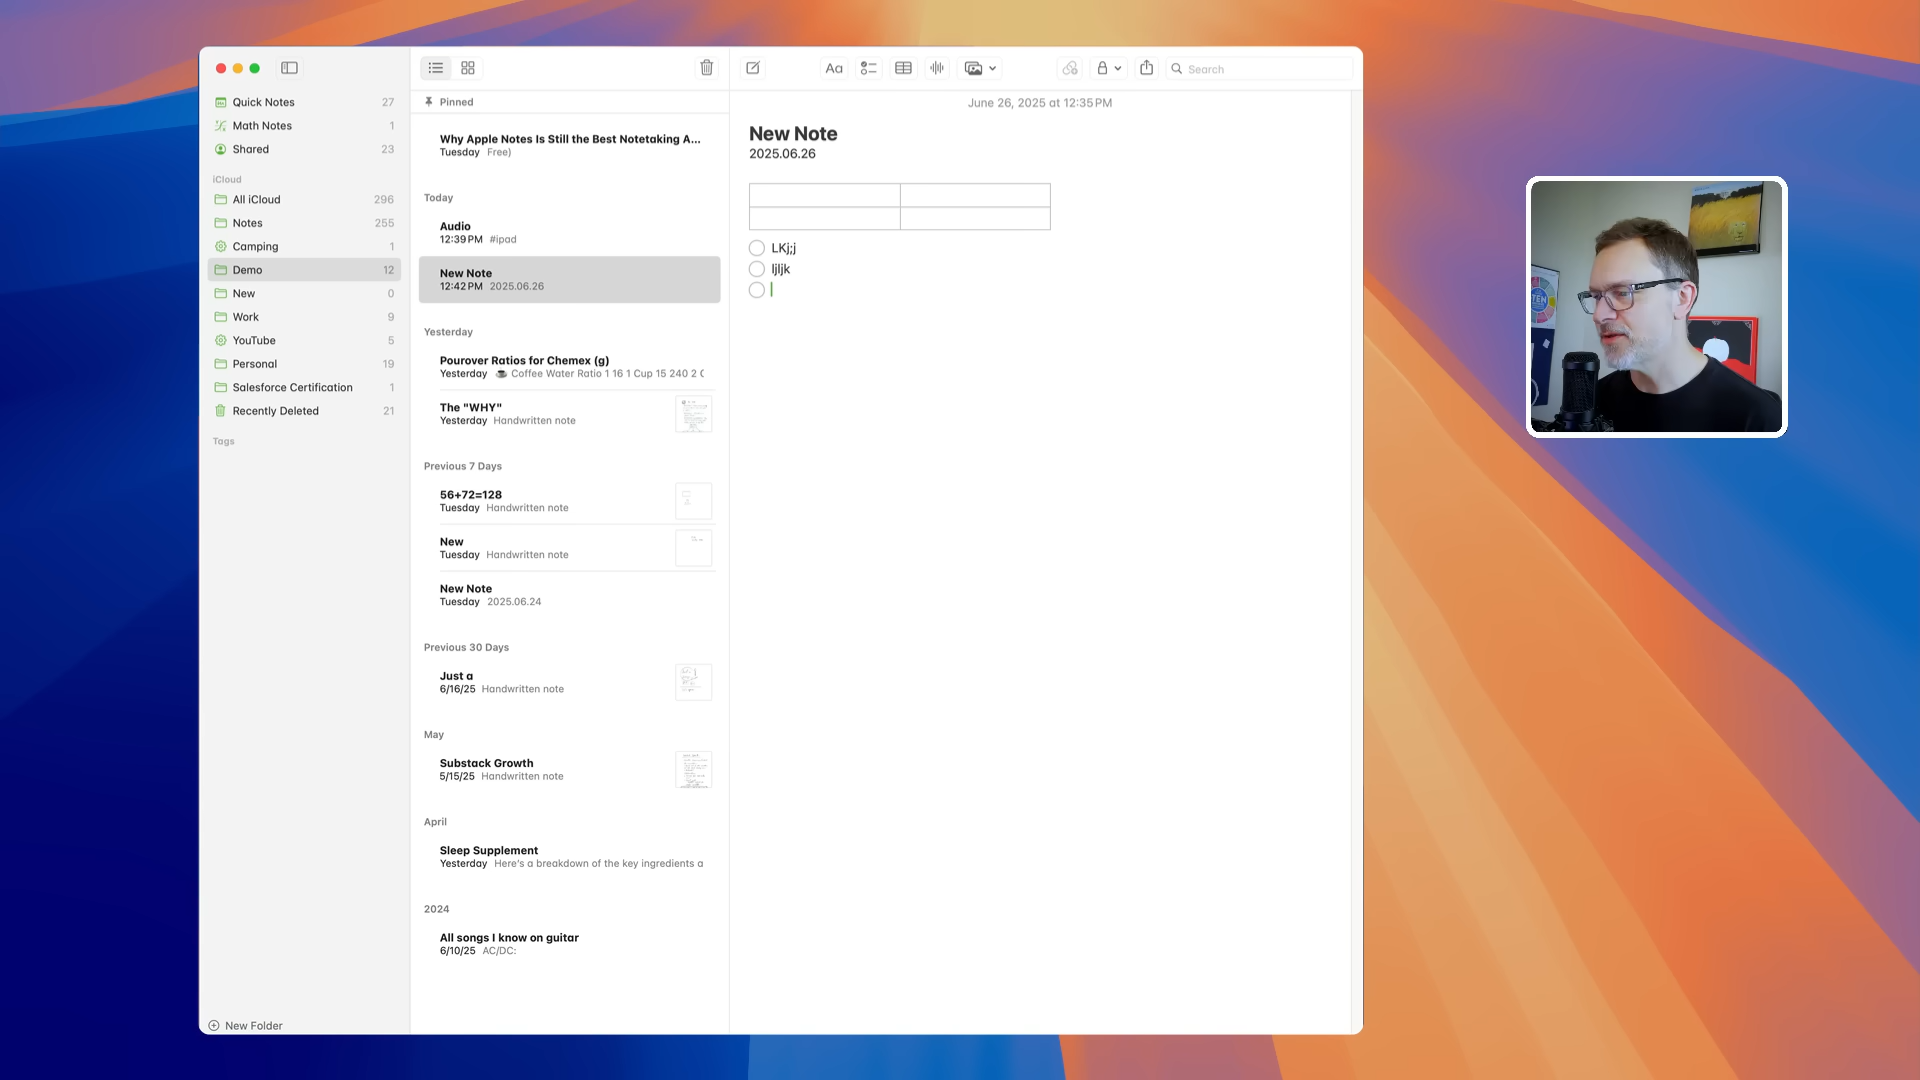 Quick Notes 27
Math Notes 1
Shared 23
iCloud
All iCloud 296
Notes 255
Camping 1
Demo 12
New 0
Work 9
YouTube 5
Personal 19
Salesforce Certification 1
Recently Deleted 21
Tags
New Folder
Pinned
Why Apple Notes Is Still the Best Notetaking A...
Tuesday Free)
Today
Audio
12:39 PM #ipad
New Note
12:42 PM 2025.06.26
Yesterday
Pourover Ratios for Chemex (g)
Yesterday ☕ Coffee Water Ratio 1 16 1 Cup 15 240 2
The "WHY"
Yesterday Handwritten note
Previous 7 Days
56+72=128
Tuesday Handwritten note
New
Tuesday Handwritten note
New Note
Tuesday 2025.06.24
Previous 30 Days
Just a
6/16/25 Handwritten note
May
Substack Growth
5/15/25 Handwritten note
April
Sleep Supplement
Yesterday Here's a breakdown of the key ingredients a
2024
All songs I know on guitar
6/10/25 AC/DC:
Aa
Search
June 26, 2025 at 12:35 PM
New Note
2025.06.26
LKj;j
ljljk